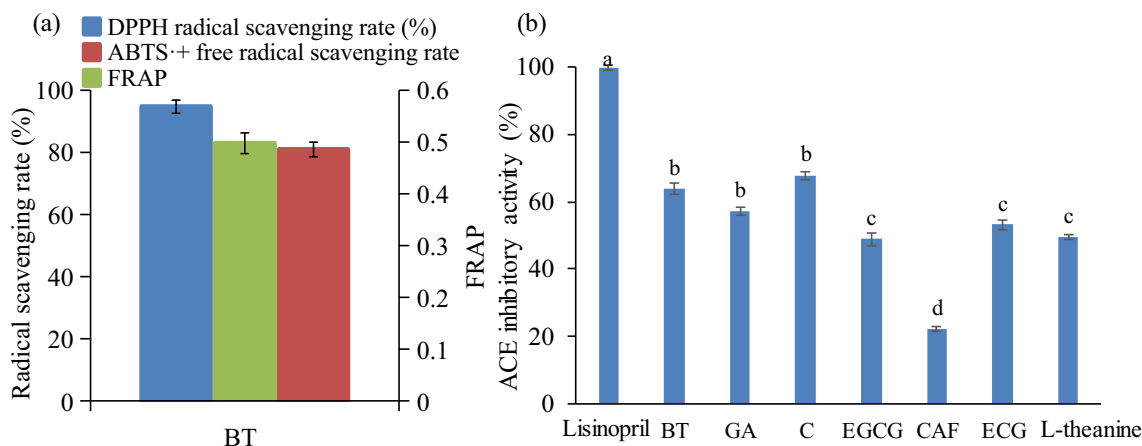 (a)
DPPH radical scavenging rate (%)
ABTS·+ free radical scavenging rate
FRAP
Radical scavenging rate (%)
100
80
60
40
20
0
0.6
0.5
0.4
0.3
0.2
0.1
0
FRAP
BT
(b)
ACE inhibitory activity (%)
100
80
60
40
20
0
a
b
b
b
c
d
c
c
Lisinopril BT GA C EGCG CAF ECG L-theanine